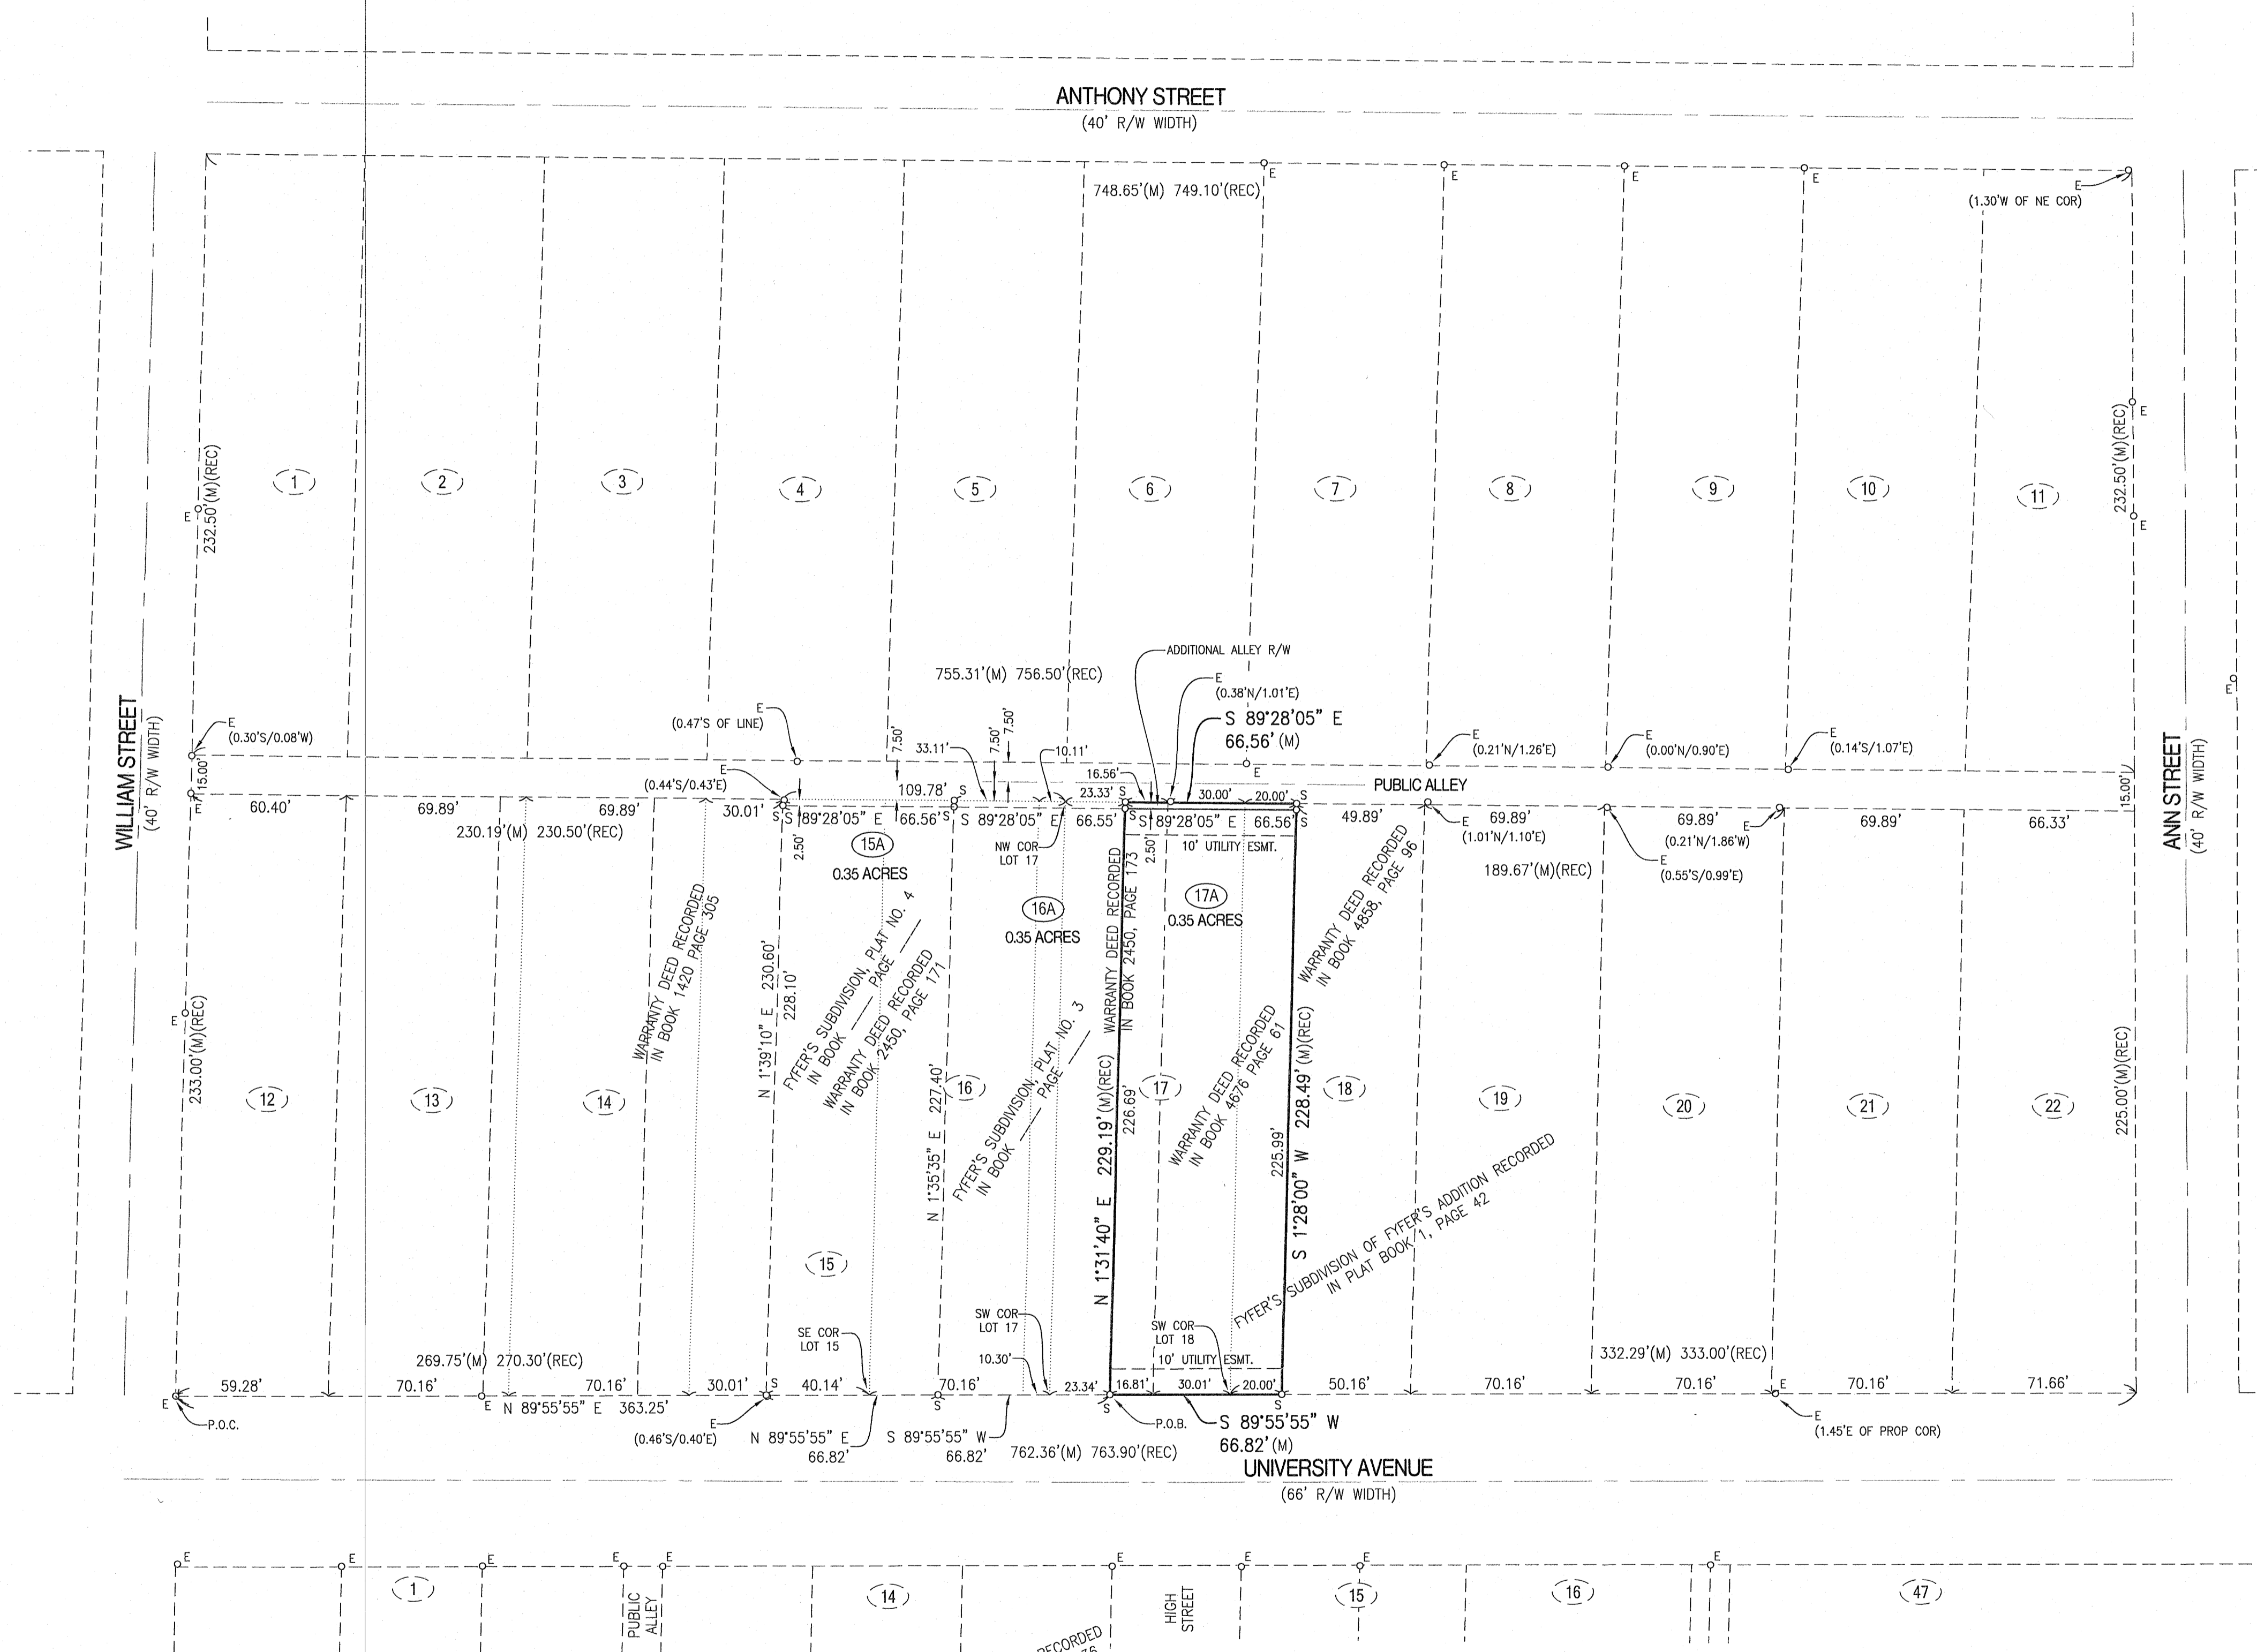 ANTHONY STREET
(40' R/W WIDTH)
748.65'(M) 749.10'(REC)
E
E
E
E
E
(1.30'W OF NE COR)
232.50'(M)(REC)
E
232.50'(M)(REC)
E
E
1
2
3
4
5
6
7
8
9
10
11
WILLIAM STREET
(40' R/W WIDTH)
ANN STREET
(40' R/W WIDTH)
E
ADDITIONAL ALLEY R/W
755.31'(M) 756.50'(REC)
E
(0.38'N/1.01'E)
S 89°28'05" E
66.56' (M)
E
(0.30'S/0.08'W)
E
(0.47'S OF LINE)
7.50'
33.11'
7.50'
7.50'
10.11'
E
E
(0.21'N/1.26'E)
E
(0.00'N/0.90'E)
E
(0.14'S/1.07'E)
15.00'
E
E
(0.44'S/0.43'E)
109.78'
S
16.56'
23.33'
S
30.00'
20.00'
S
PUBLIC ALLEY
15.00'
60.40'
69.89'
69.89'
30.01'
S
S 89°28'05" E
66.56'
S
S 89°28'05" E
66.55'
S
S 89°28'05" E
66.56'
S
49.89'
69.89'
69.89'
69.89'
66.33'
230.19'(M) 230.50'(REC)
2.50'
15A
0.35 ACRES
NW COR
LOT 17
2.50'
10' UTILITY ESMT.
E
(1.01'N/1.10'E)
E
(0.21'N/1.86'W)
189.67'(M)(REC)
E
(0.55'S/0.99'E)
16A
0.35 ACRES
17A
0.35 ACRES
WARRANTY DEED RECORDED
IN BOOK 1420 PAGE 305
N 1°39'10" E 230.60'
228.10'
FYFER'S SUBDIVISION, PLAT NO. 4
IN BOOK PAGE
WARRANTY DEED RECORDED
IN BOOK 2450, PAGE 171
N 1°35'35" E 227.40'
FYFER'S SUBDIVISION, PLAT NO. 3
IN BOOK PAGE
WARRANTY DEED RECORDED
IN BOOK 2450, PAGE 173
N 1°31'40" E 229.19'(M)(REC)
226.69'
WARRANTY DEED RECORDED
IN BOOK 4676 PAGE 61
225.99'
S 1°28'00" W 228.49'(M)(REC)
WARRANTY DEED RECORDED
IN BOOK 4858, PAGE 96
FYFER'S SUBDIVISION OF FYFER'S ADDITION RECORDED
IN PLAT BOOK 1, PAGE 42
E
233.00'(M)(REC)
225.00'(M)(REC)
12
13
14
15
16
17
18
19
20
21
22
SE COR
LOT 15
SW COR
LOT 17
SW COR
LOT 18
10.30'
10' UTILITY ESMT.
269.75'(M) 270.30'(REC)
332.29'(M) 333.00'(REC)
59.28'
70.16'
70.16'
30.01'
S
40.14'
70.16'
23.34'
16.81'
30.01'
20.00'
50.16'
70.16'
70.16'
E
70.16'
71.66'
E
P.O.C.
E
N 89°55'55" E 363.25'
E
(0.46'S/0.40'E)
N 89°55'55" E
66.82'
S
S 89°55'55" W
66.82'
S
P.O.B.
S
S 89°55'55" W
66.82' (M)
762.36'(M) 763.90'(REC)
E
(1.45'E OF PROP COR)
UNIVERSITY AVENUE
(66' R/W WIDTH)
E
E
E
E
E
E
E
E
E
1
PUBLIC
ALLEY
14
HIGH
STREET
15
16
47
RECORDED